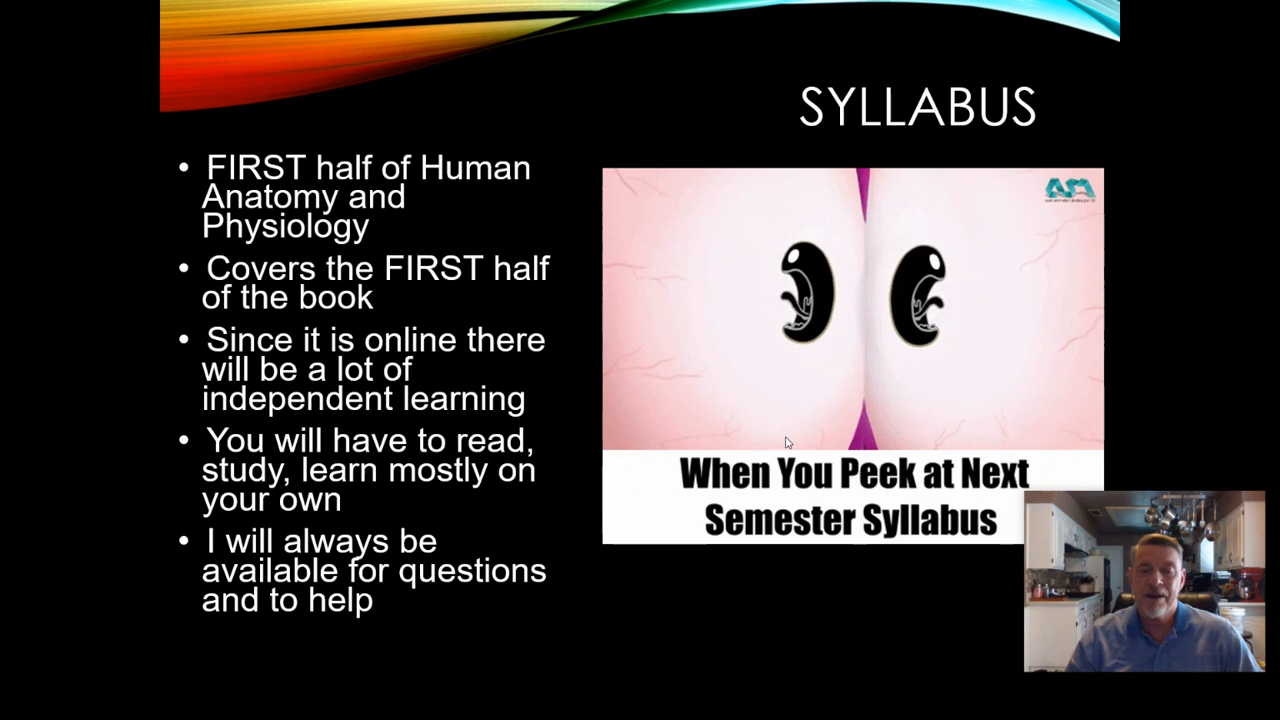 SYLLABUS
• FIRST half of Human
Anatomy and
Physiology
• Covers the FIRST half
of the book
• Since it is online there
will be a lot of
independent learning
• You will have to read,
study, learn mostly on
your own
• I will always be
available for questions
and to help
When You Peek at Next
Semester Syllabus